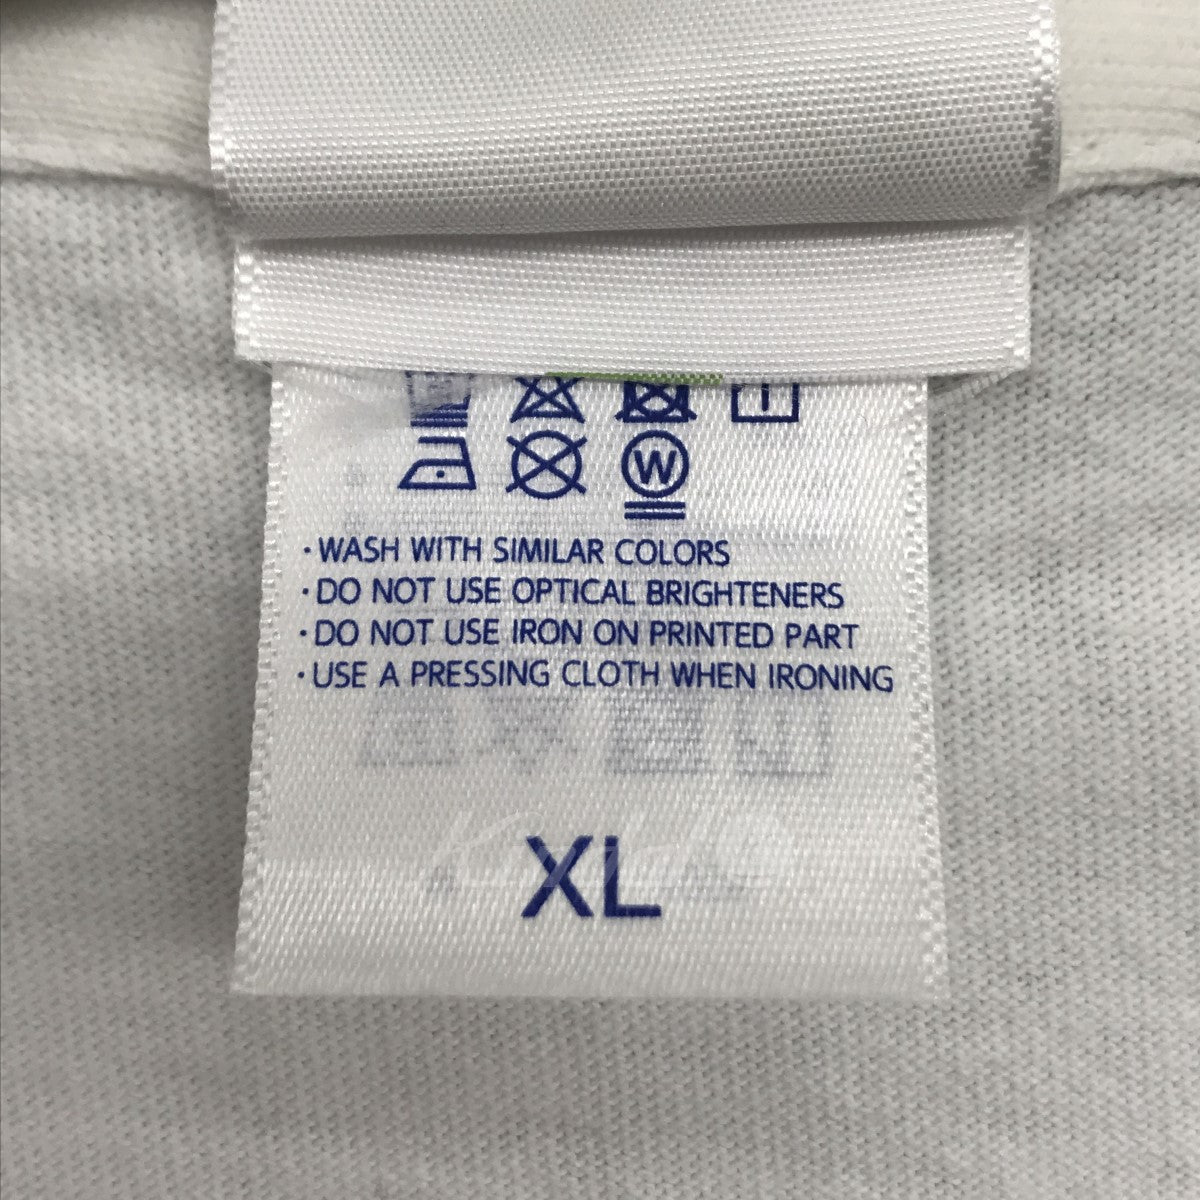 W
· WASH WITH SIMILAR COLORS
· DO NOT USE OPTICAL BRIGHTENERS
· DO NOT USE IRON ON PRINTED PART
· USE A PRESSING CLOTH WHEN IRONING
XL